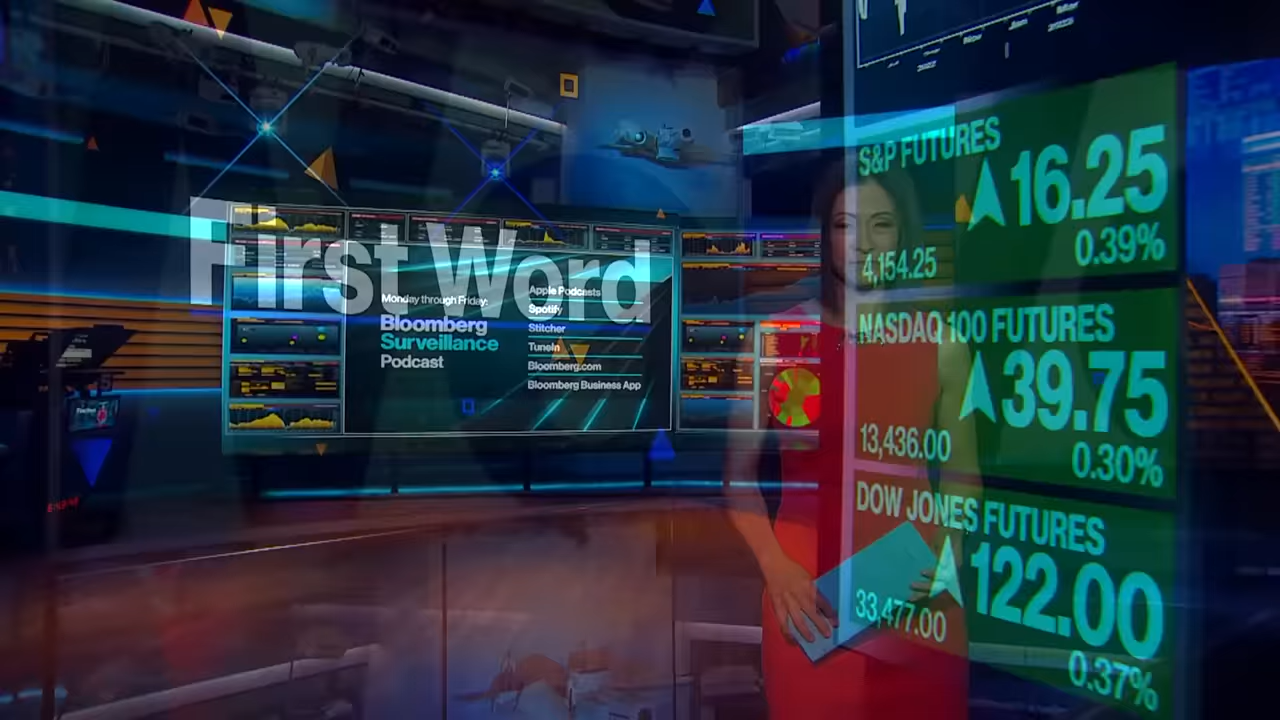 First Word
Monday through Friday:
Bloomberg
Surveillance
Podcast
Apple Podcasts
Spotify
Stitcher
TuneIn
Bloomberg.com
Bloomberg Business App
S&P FUTURES
16.25
4,154.25
0.39%
NASDAQ 100 FUTURES
39.75
13,436.00
0.30%
DOW JONES FUTURES
122.00
33,477.00
0.37%